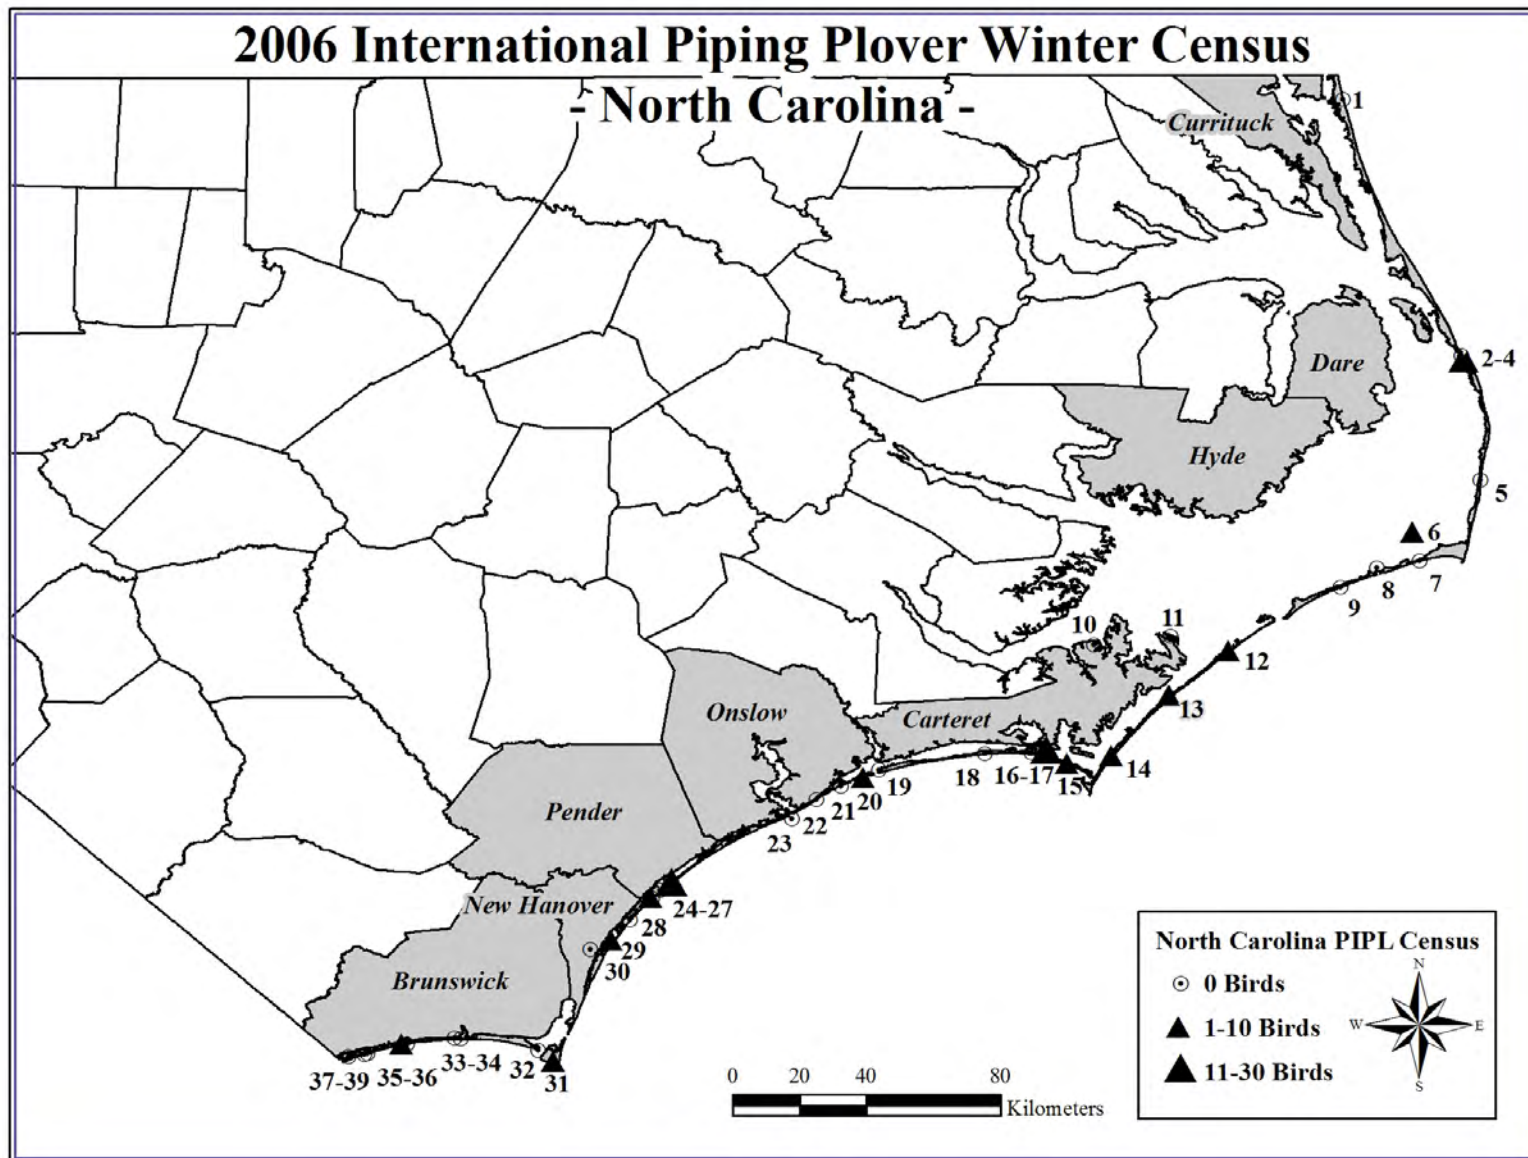 2006 International Piping Plover Winter Census
- North Carolina -
Currituck
1
Dare
2-4
Hyde
5
6
7
8
9
10
11
12
13
Onslow
Carteret
14
15
16-17
18
19
20
21
22
23
Pender
24-27
New Hanover
28
29
30
Brunswick
31
32
33-34
35-36
37-39
0 20 40 80
Kilometers
North Carolina PIPL Census
0 Birds
1-10 Birds
11-30 Birds
N
W E
S